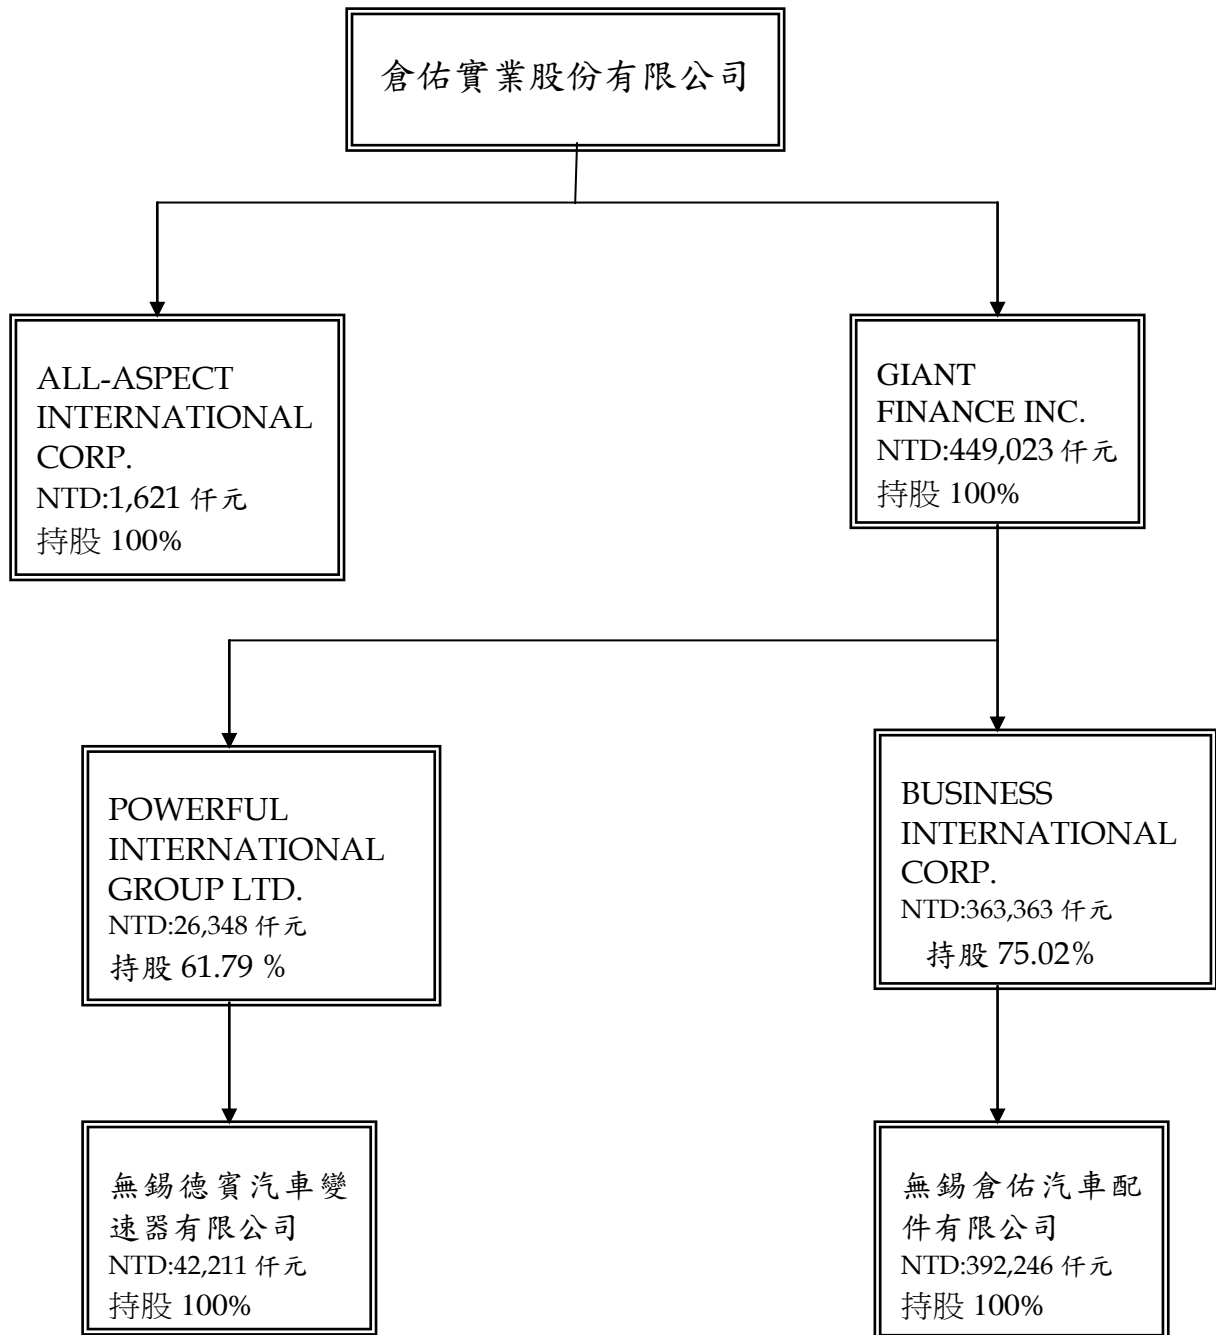 倉佑實業股份有限公司
ALL-ASPECT
INTERNATIONAL
CORP.
NTD:1,621 仟元
持股 100%
GIANT
FINANCE INC.
NTD:449,023 仟元
持股 100%
POWERFUL
INTERNATIONAL
GROUP LTD.
NTD:26,348 仟元
持股 61.79 %
BUSINESS
INTERNATIONAL
CORP.
NTD:363,363 仟元
持股 75.02%
無錫德賓汽車變
速器有限公司
NTD:42,211 仟元
持股 100%
無錫倉佑汽車配
件有限公司
NTD:392,246 仟元
持股 100%